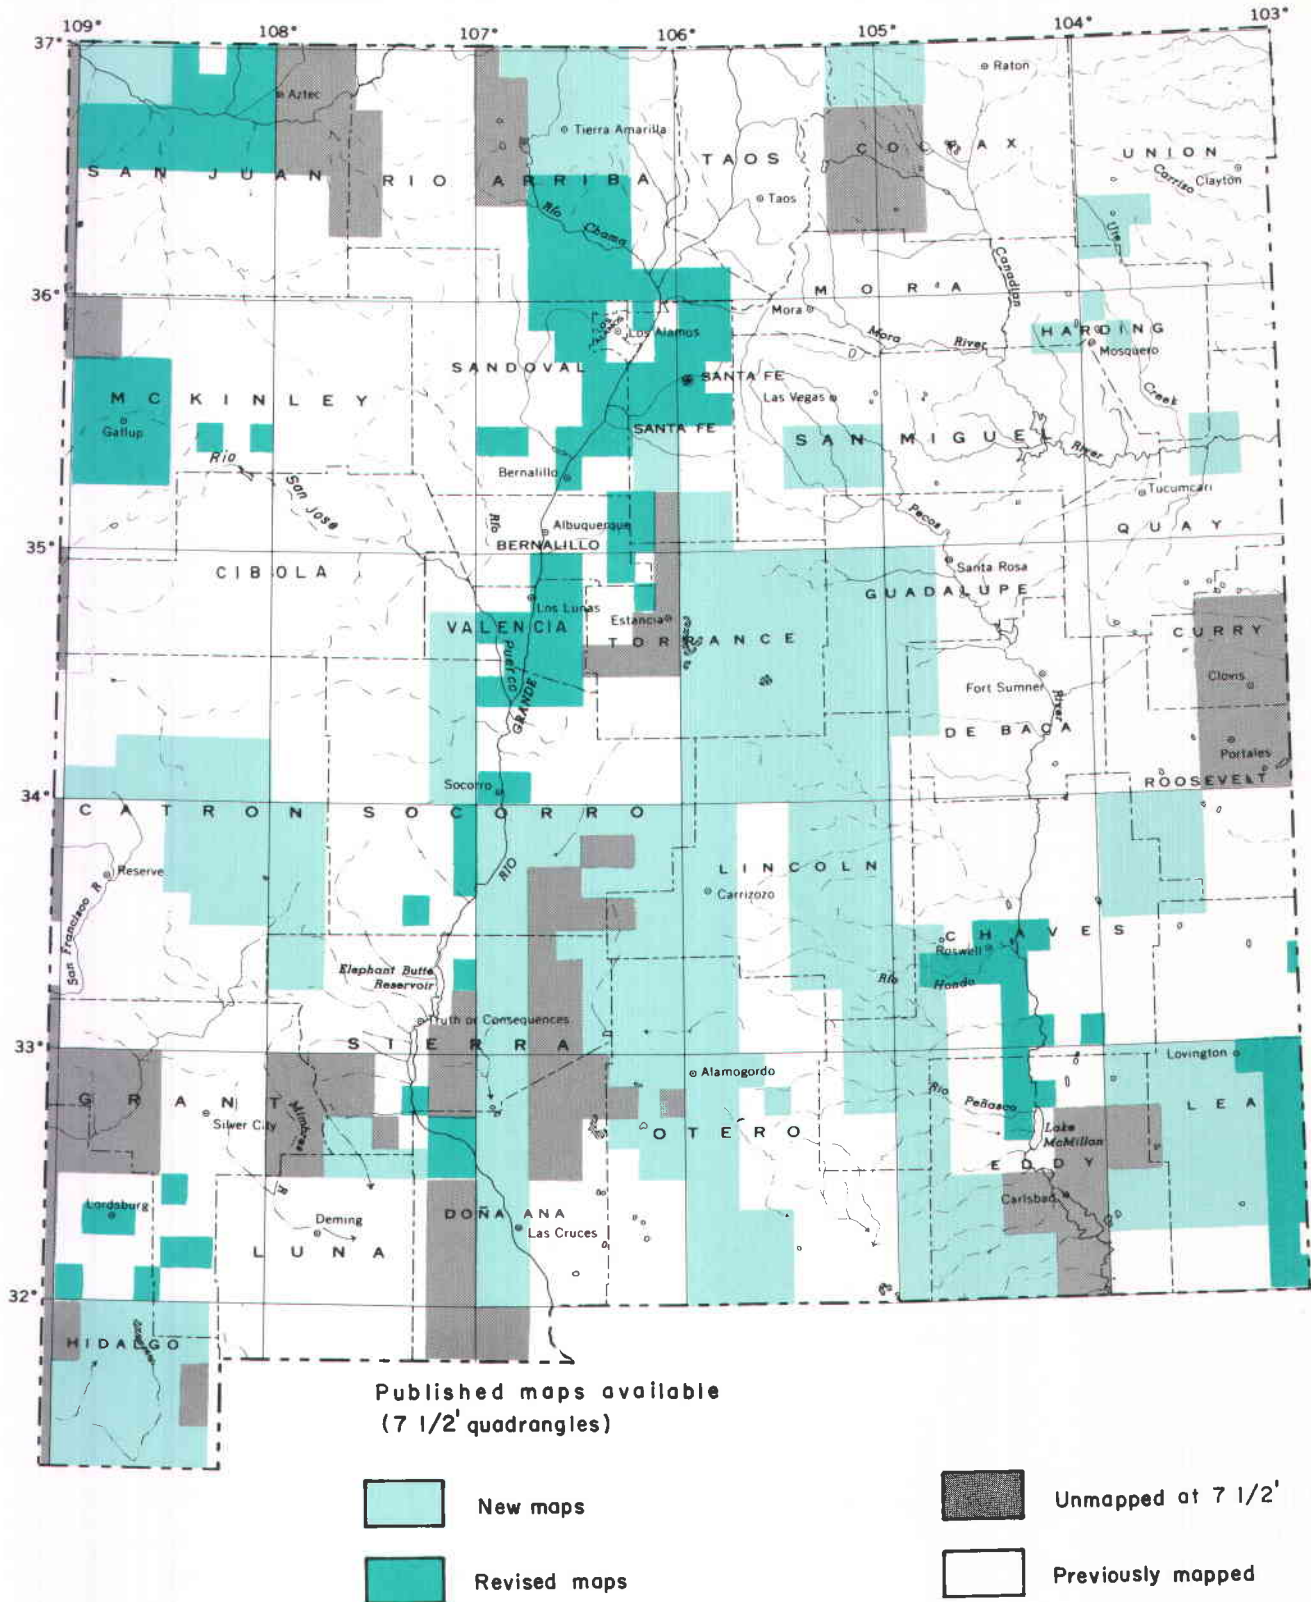 109° 108° 107° 106° 105° 104° 103°
37°
Raton
Aztec
Tierra Amarilla
TAOS COLFAX UNION
SAN JUAN RIO ARRIBA
Carrizo
Clayton
Taos
Rio Chama
Ute
Canadian
36°
MORA
Mora
LOS ALAMOS
Los Alamos
Mora River
HARDING
Mosquero
SANDOVAL
SANTA FE
MCKINLEY
Las Vegas
Creek
Gallup
SANTA FE
SAN MIGUEL
River
Rio San Jose
Bernalillo
Tucumcari
Pecos
Rio
Albuquerque
QUAY
BERNALILLO
35°
CIBOLA
Santa Rosa
GUADALUPE
Los Lunas
Estancia
VALENCIA
TORRANCE
CURRY
Puerco
Fort Sumner
Clovis
GRANDE
River
DE BACA
Portales
ROOSEVELT
Socorro
34°
CATRON SOCORRO
RIO
LINCOLN
Reserve
Carrizozo
San Francisco R
CHAVES
Roswell
Elephant Butte
Reservoir
Rio Hondo
Truth or Consequences
33°
SIERRA
Lovington
Alamogordo
GRANT
Rio Peñasco
LEA
Silver City
Mimbres
OTERO
Lake
McMillan
EDDY
R
Carlsbad
Lordsburg
DOÑA ANA
Deming
Las Cruces
LUNA
32°
HIDALGO
Published maps available
(7 1/2' quadrangles)
New maps
Unmapped at 7 1/2'
Revised maps
Previously mapped